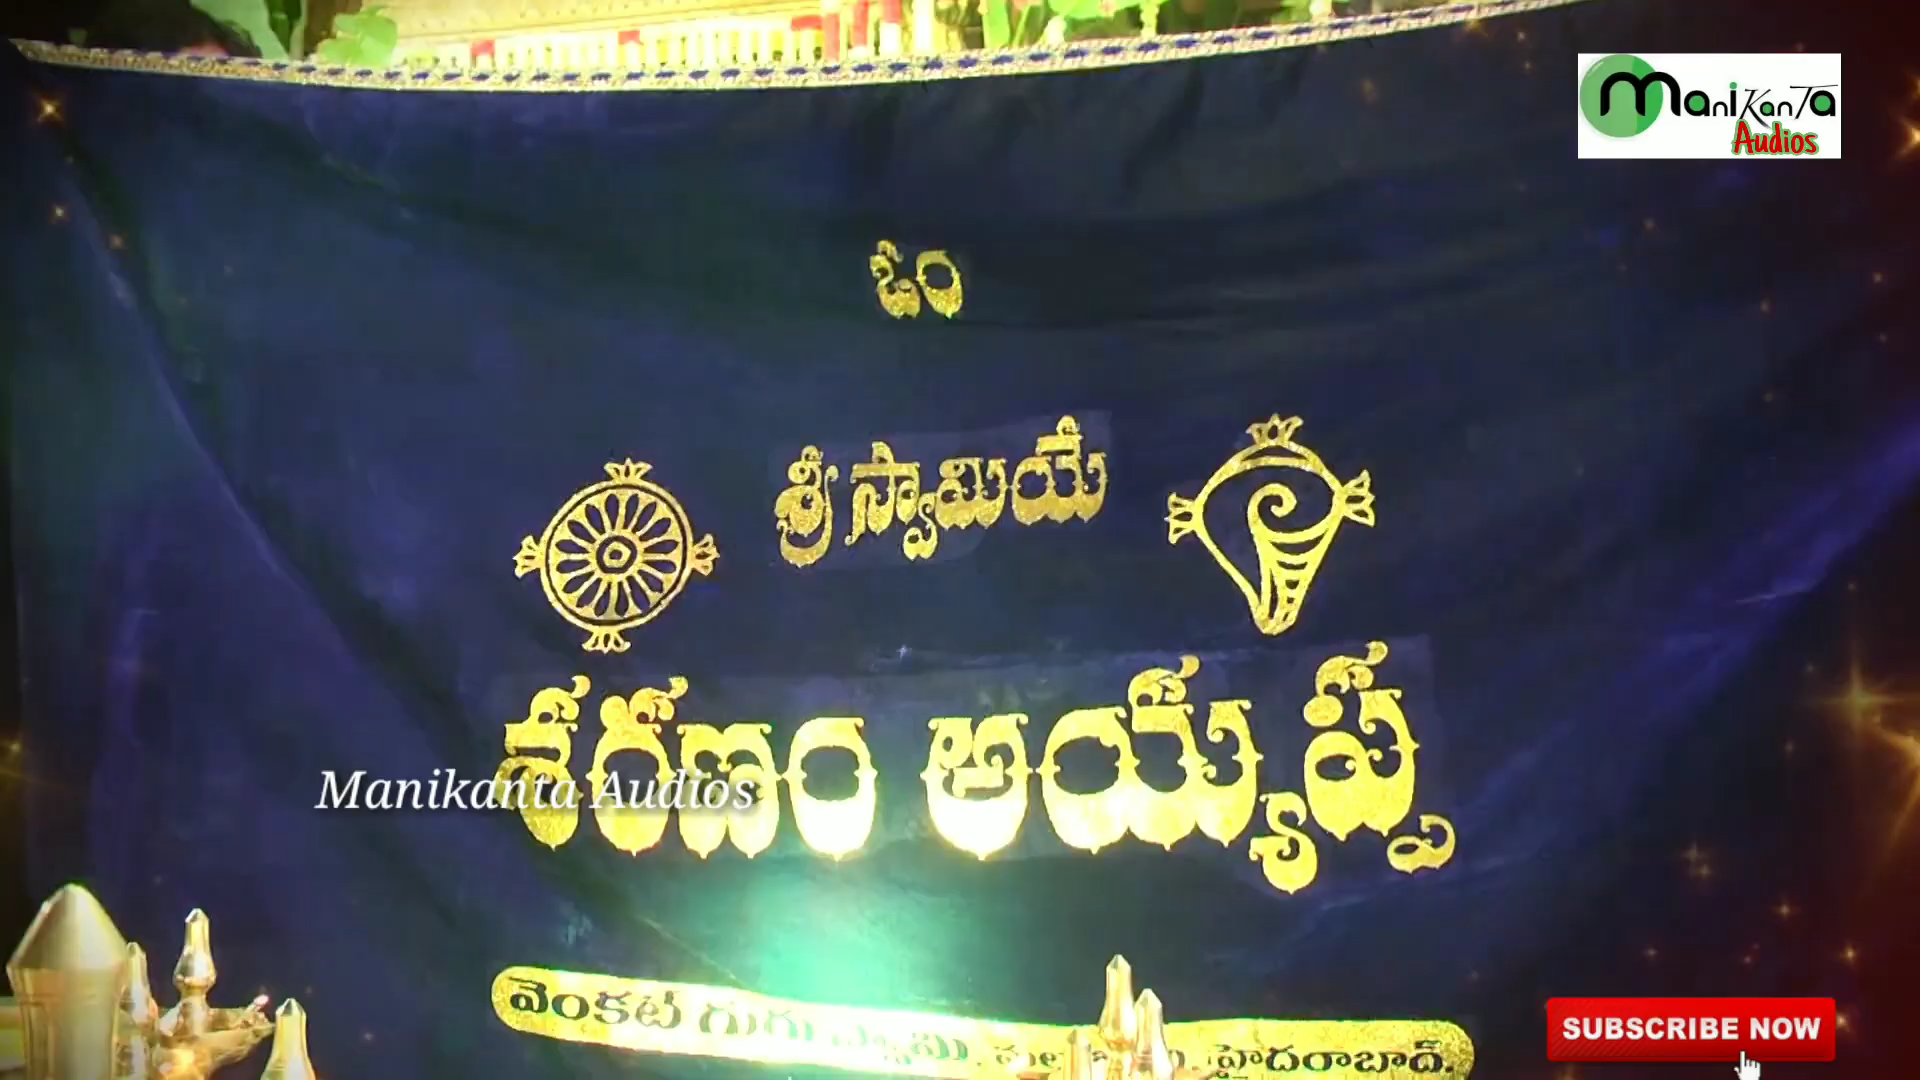 ManiKanTa
Audios
ఓం
శ్రీ స్వామియే
శరణం అయ్యప్ప
Manikanta Audios
వెంకట్ గురు స్వామి, హైదరాబాద్.
SUBSCRIBE NOW